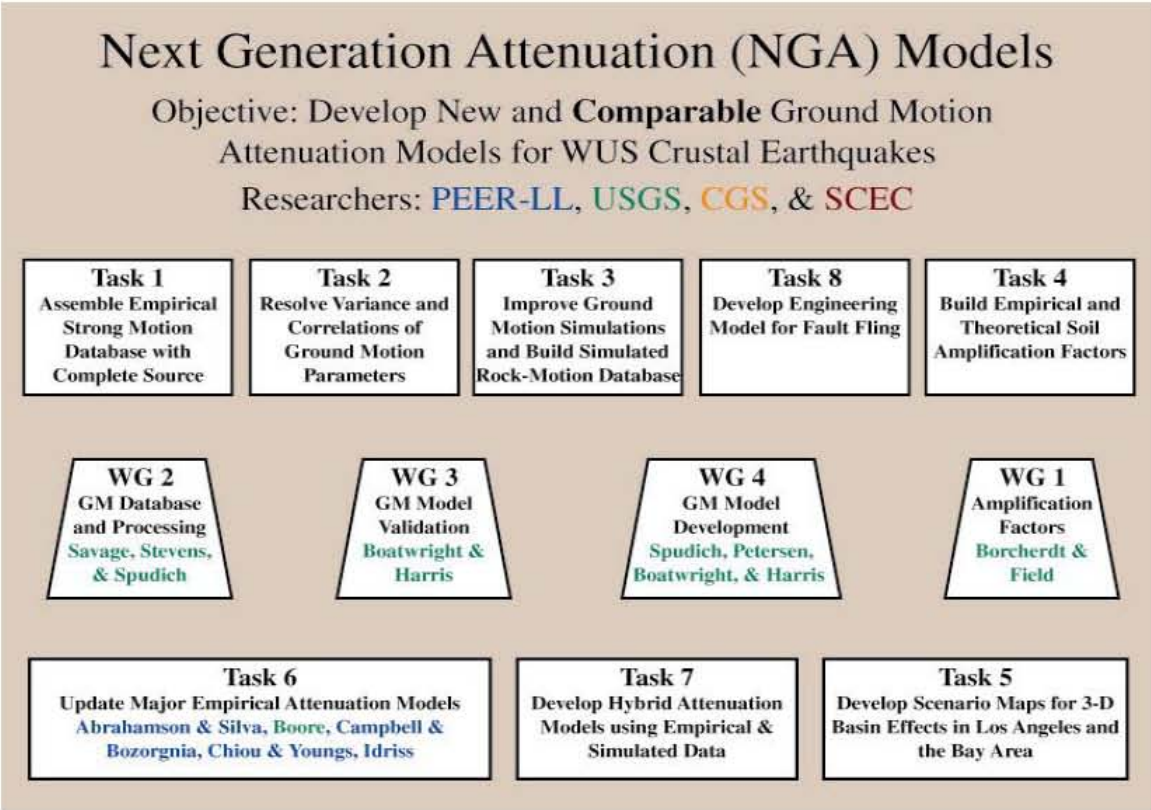 Next Generation Attenuation (NGA) Models
Objective: Develop New and Comparable Ground Motion
Attenuation Models for WUS Crustal Earthquakes
Researchers: PEER-LL, USGS, CGS, & SCEC
Task 1
Assemble Empirical
Strong Motion
Database with
Complete Source
Task 2
Resolve Variance and
Correlations of
Ground Motion
Parameters
Task 3
Improve Ground
Motion Simulations
and Build Simulated
Rock-Motion Database
Task 8
Develop Engineering
Model for Fault Fling
Task 4
Build Empirical and
Theoretical Soil
Amplification Factors
WG 2
GM Database
and Processing
Savage, Stevens,
& Spudich
WG 3
GM Model
Validation
Boatwright &
Harris
WG 4
GM Model
Development
Spudich, Petersen,
Boatwright, & Harris
WG 1
Amplification
Factors
Borcherdt &
Field
Task 6
Update Major Empirical Attenuation Models
Abrahamson & Silva, Boore, Campbell &
Bozorgnia, Chiou & Youngs, Idriss
Task 7
Develop Hybrid Attenuation
Models using Empirical &
Simulated Data
Task 5
Develop Scenario Maps for 3-D
Basin Effects in Los Angeles and
the Bay Area